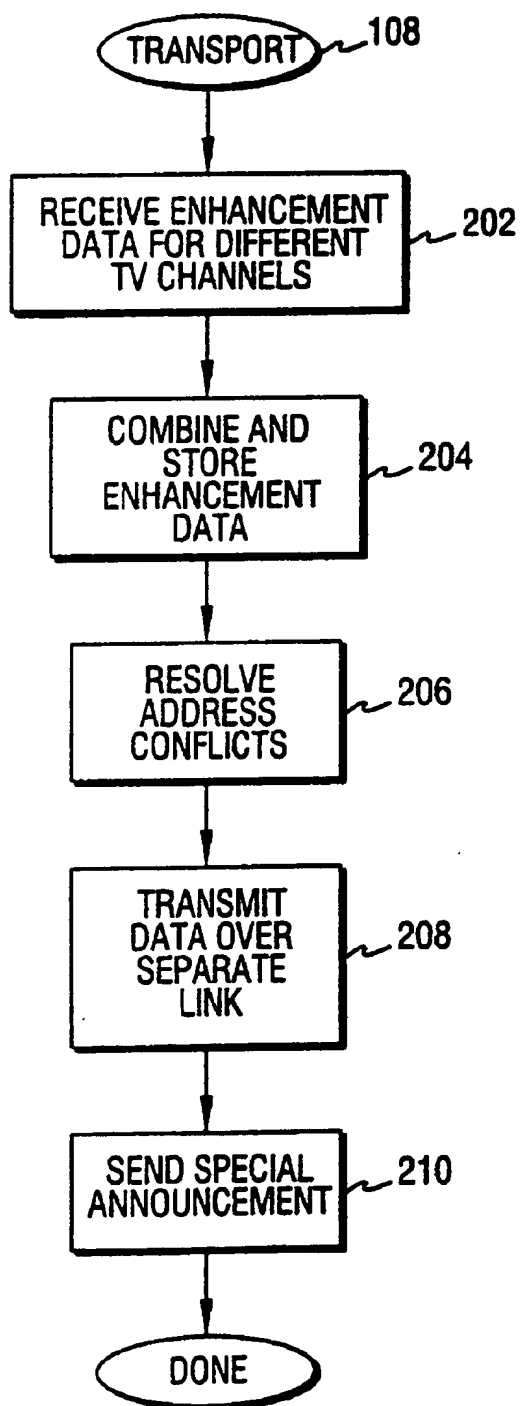 TRANSPORT 108
RECEIVE ENHANCEMENT
DATA FOR DIFFERENT
TV CHANNELS
202
COMBINE AND
STORE
ENHANCEMENT
DATA
204
RESOLVE
ADDRESS
CONFLICTS
206
TRANSMIT
DATA OVER
SEPARATE
LINK
208
SEND SPECIAL
ANNOUNCEMENT
210
DONE